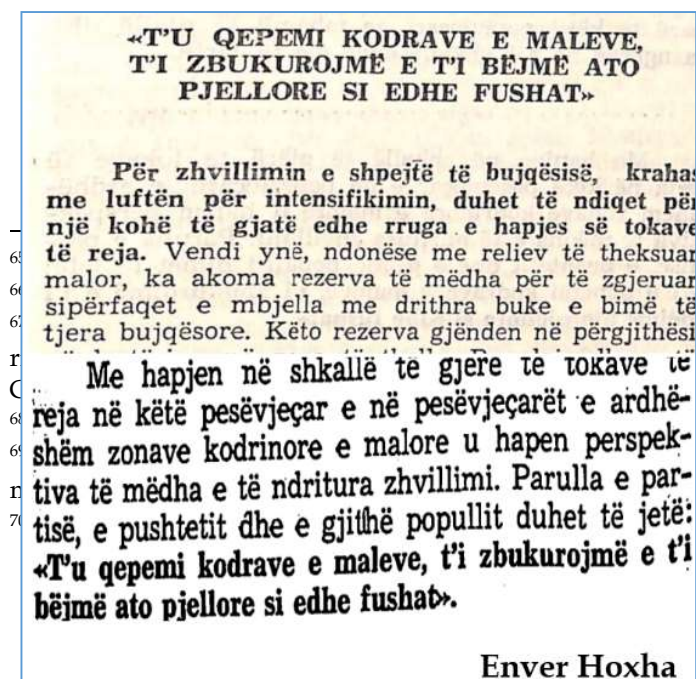 «T'U QEPEMI KODRAVE E MALEVE,
T'I ZBUKUROJMË E T'I BËJMË ATO
PJELLORE SI EDHE FUSHAT»
Për zhvillimin e shpejtë të bujqësisë, krahas
me luftën për intensifikimin, duhet të ndiqet për
një kohë të gjatë edhe rruga e hapjes së tokave
të reja. Vendi ynë, ndonëse me reliev të theksuar
malor, ka akoma rezerva të mëdha për të zgjeruar
sipërfaqet e mbjella me drithra buke e bimë të
tjera bujqësore. Këto rezerva gjënden në përgjithësi
Me hapjen në shkallë të gjerë të tokave të
reja në këtë pesëvjeçar e në pesëvjeçarët e ardhë-
shëm zonave kodrinore e malore u hapen perspek-
tiva të mëdha e të ndritura zhvillimi. Parulla e par-
tisë, e pushtetit dhe e gjithë popullit duhet të jetë:
«T'u qepemi kodrave e maleve, t'i zbukurojmë e t'i
bëjmë ato pjellore si edhe fushat».
Enver Hoxha